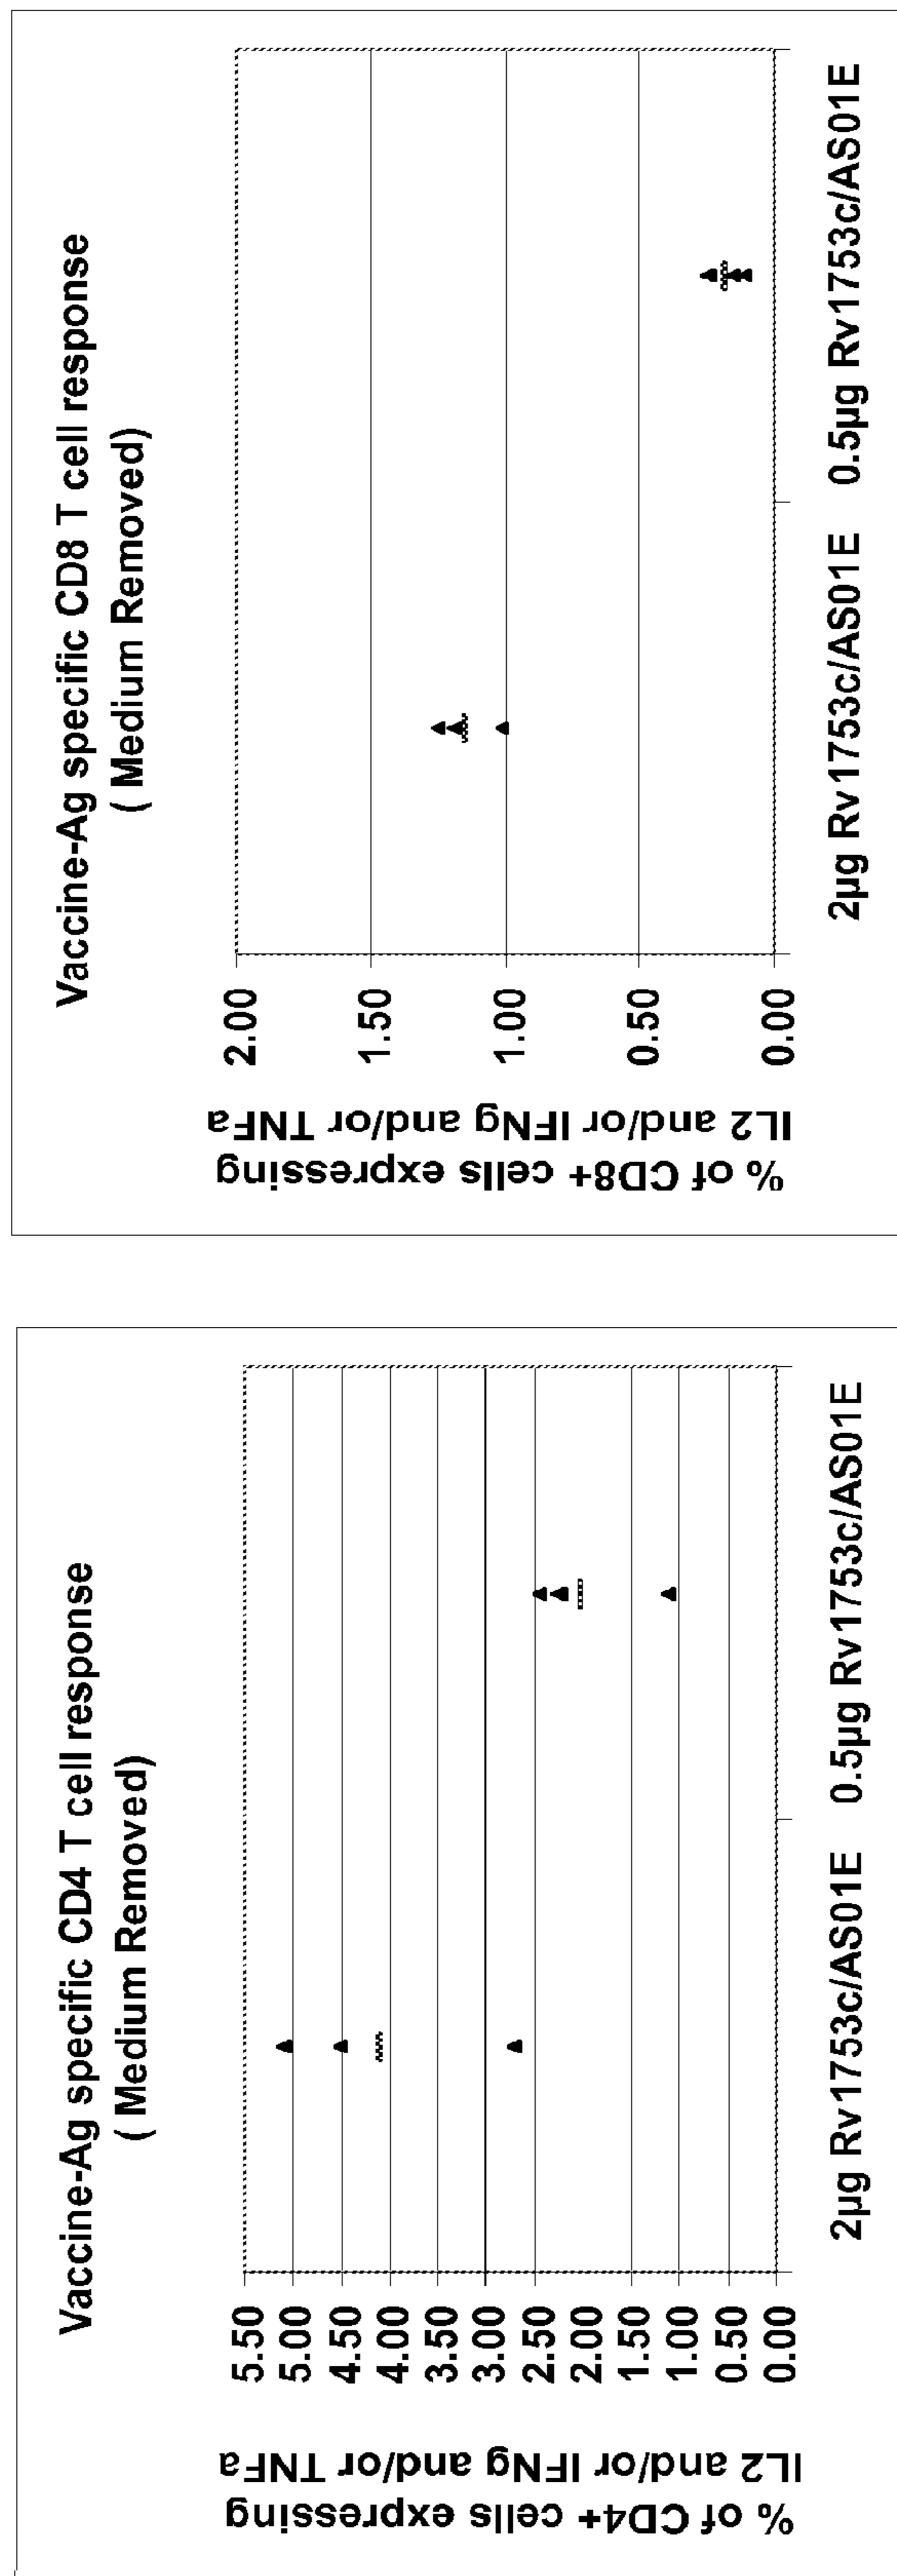 Vaccine-Ag specific CD4 T cell response
( Medium Removed)
% of CD4+ cells expressing
IL2 and/or IFNg and/or TNFa
5.50
5.00
4.50
4.00
3.50
3.00
2.50
2.00
1.50
1.00
0.50
0.00
2µg Rv1753c/AS01E 0.5µg Rv1753c/AS01E
Vaccine-Ag specific CD8 T cell response
( Medium Removed)
% of CD8+ cells expressing
IL2 and/or IFNg and/or TNFa
2.00
1.50
1.00
0.50
0.00
2µg Rv1753c/AS01E 0.5µg Rv1753c/AS01E